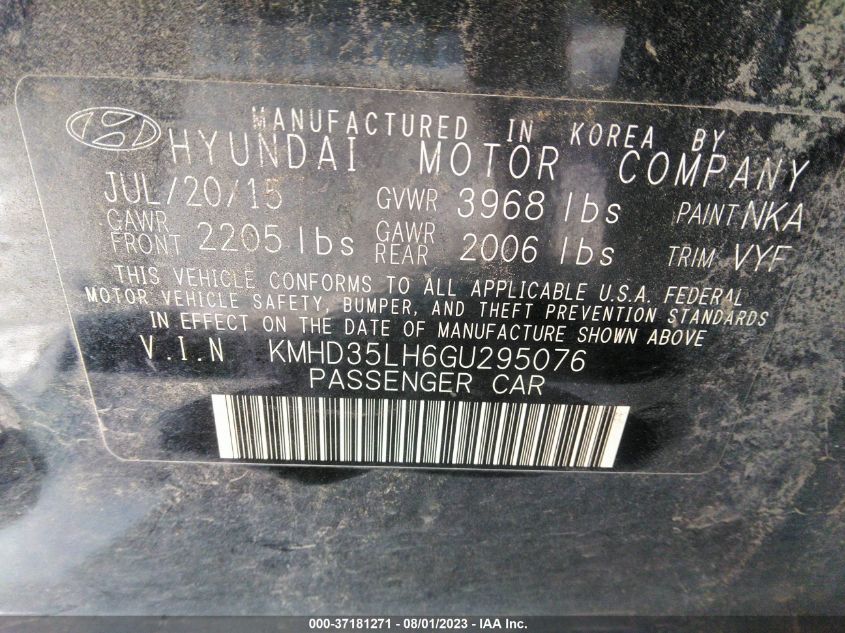 MANUFACTURED IN KOREA BY
HYUNDAI MOTOR COMPANY
JUL/20/15 GVWR 3968 lbs PAINT NKA
GAWR FRONT 2205 lbs GAWR REAR 2006 lbs TRIM VYF
THIS VEHICLE CONFORMS TO ALL APPLICABLE U.S.A. FEDERAL
MOTOR VEHICLE SAFETY, BUMPER, AND THEFT PREVENTION STANDARDS
IN EFFECT ON THE DATE OF MANUFACTURE SHOWN ABOVE
V.I.N KMHD35LH6GU295076
PASSENGER CAR
000-37181271 - 08/01/2023 - IAA Inc.